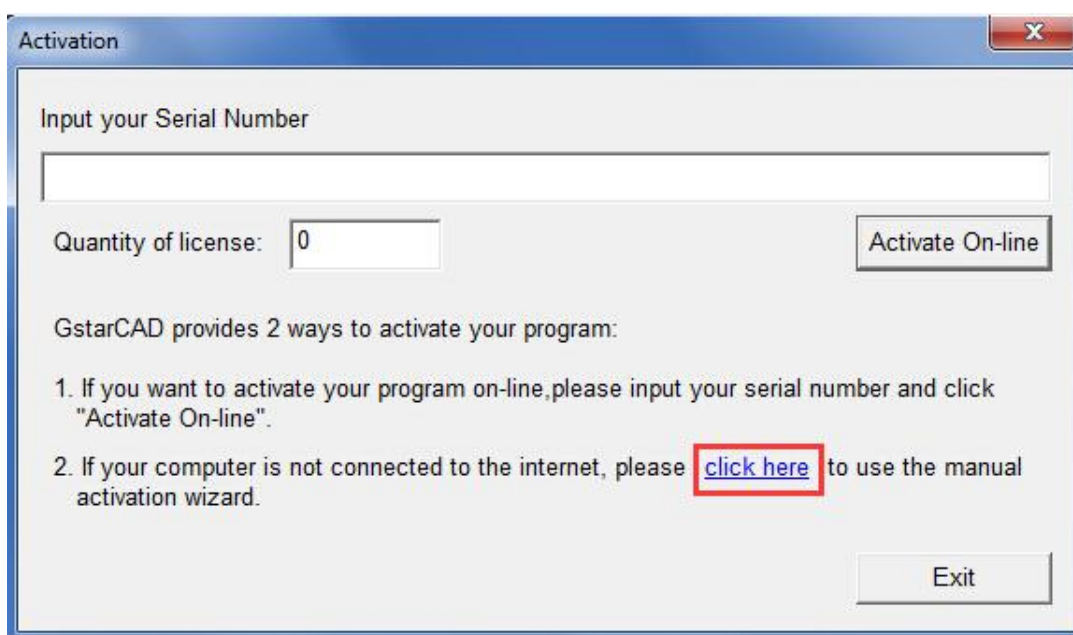 Activation
Input your Serial Number
Quantity of license: 0 Activate On-line
GstarCAD provides 2 ways to activate your program:
1. If you want to activate your program on-line,please input your serial number and click
"Activate On-line".
2. If your computer is not connected to the internet, please click here to use the manual
activation wizard.
Exit